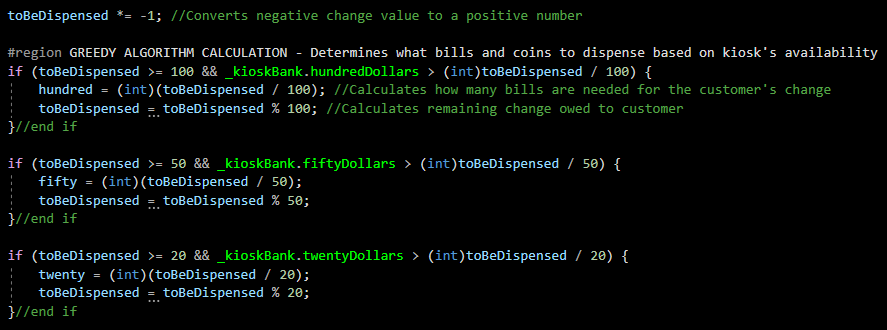 toBeDispensed *= -1; //Converts negative change value to a positive number
#region GREEDY ALGORITHM CALCULATION - Determines what bills and coins to dispense based on kiosk's availability
if (toBeDispensed >= 100 && _kioskBank.hundredDollars > (int)toBeDispensed / 100) {
    hundred = (int)(toBeDispensed / 100); //Calculates how many bills are needed for the customer's change
    toBeDispensed = toBeDispensed % 100; //Calculates remaining change owed to customer
}//end if
if (toBeDispensed >= 50 && _kioskBank.fiftyDollars > (int)toBeDispensed / 50) {
    fifty = (int)(toBeDispensed / 50);
    toBeDispensed = toBeDispensed % 50;
}//end if
if (toBeDispensed >= 20 && _kioskBank.twentyDollars > (int)toBeDispensed / 20) {
    twenty = (int)(toBeDispensed / 20);
    toBeDispensed = toBeDispensed % 20;
}//end if